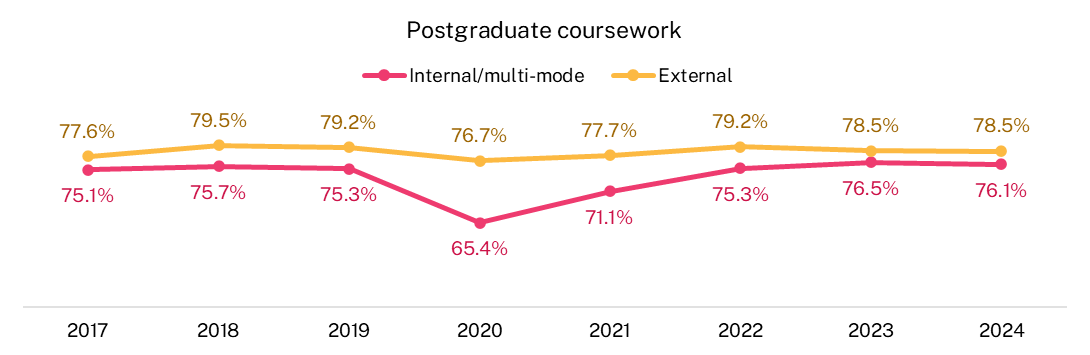 Postgraduate coursework
Internal/multi-mode External
77.6% 79.5% 79.2% 76.7% 77.7% 79.2% 78.5% 78.5%
75.1% 75.7% 75.3% 65.4% 71.1% 75.3% 76.5% 76.1%
2017 2018 2019 2020 2021 2022 2023 2024